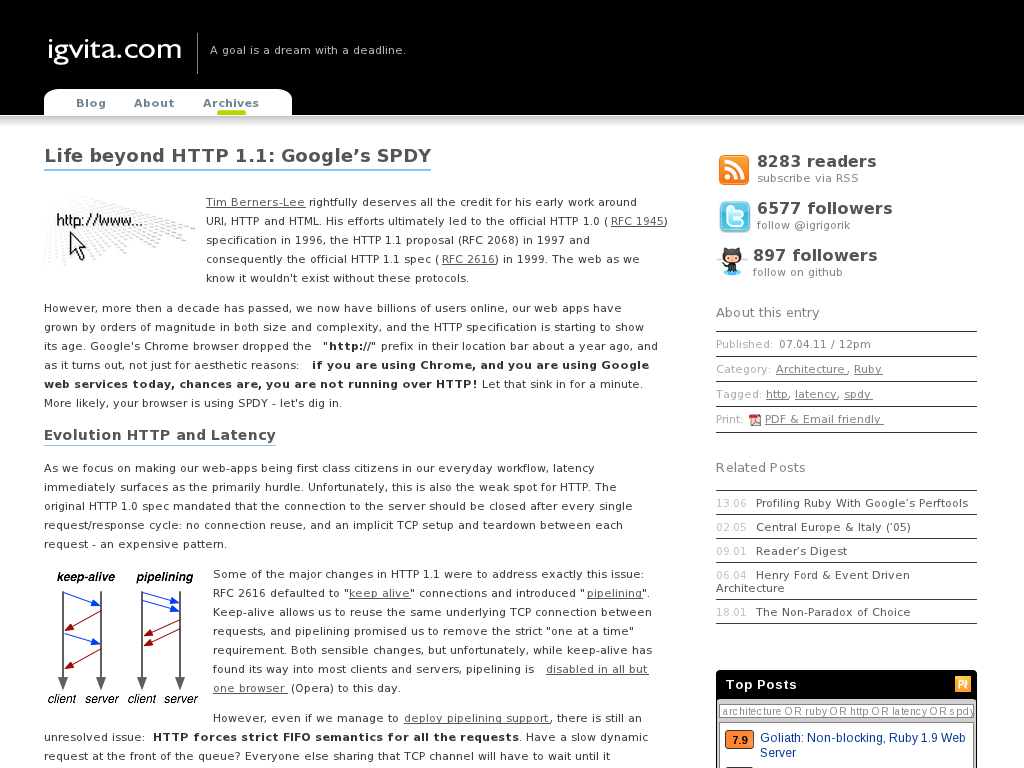 igvita.com
A goal is a dream with a deadline.
Blog
About
Archives
Life beyond HTTP 1.1: Google’s SPDY
http://www...
Tim Berners-Lee rightfully deserves all the credit for his early work around
URI, HTTP and HTML. His efforts ultimately led to the official HTTP 1.0 ( RFC 1945)
specification in 1996, the HTTP 1.1 proposal (RFC 2068) in 1997 and
consequently the official HTTP 1.1 spec ( RFC 2616) in 1999. The web as we
know it wouldn't exist without these protocols.
However, more then a decade has passed, we now have billions of users online, our web apps have
grown by orders of magnitude in both size and complexity, and the HTTP specification is starting to show
its age. Google's Chrome browser dropped the "http://" prefix in their location bar about a year ago, and
as it turns out, not just for aesthetic reasons: if you are using Chrome, and you are using Google
web services today, chances are, you are not running over HTTP! Let that sink in for a minute.
More likely, your browser is using SPDY - let's dig in.
Evolution HTTP and Latency
As we focus on making our web-apps being first class citizens in our everyday workflow, latency
immediately surfaces as the primarily hurdle. Unfortunately, this is also the weak spot for HTTP. The
original HTTP 1.0 spec mandated that the connection to the server should be closed after every single
request/response cycle: no connection reuse, and an implicit TCP setup and teardown between each
request - an expensive pattern.
keep-alive pipelining
client server client server
Some of the major changes in HTTP 1.1 were to address exactly this issue:
RFC 2616 defaulted to "keep alive" connections and introduced "pipelining".
Keep-alive allows us to reuse the same underlying TCP connection between
requests, and pipelining promised us to remove the strict "one at a time"
requirement. Both sensible changes, but unfortunately, while keep-alive has
found its way into most clients and servers, pipelining is disabled in all but
one browser (Opera) to this day.
However, even if we manage to deploy pipelining support, there is still an
unresolved issue: HTTP forces strict FIFO semantics for all the requests. Have a slow dynamic
request at the front of the queue? Everyone else sharing that TCP channel will have to wait until it
8283 readers
subscribe via RSS
6577 followers
follow @igrigorik
897 followers
follow on github
About this entry
Published: 07.04.11 / 12pm
Category: Architecture, Ruby
Tagged: http, latency, spdy
Print: PDF & Email friendly
Related Posts
13.06 Profiling Ruby With Google’s Perftools
02.05 Central Europe & Italy (’05)
09.01 Reader’s Digest
06.04 Henry Ford & Event Driven
Architecture
18.01 The Non-Paradox of Choice
Top Posts
architecture OR ruby OR http OR latency OR spdy
7.9
Goliath: Non-blocking, Ruby 1.9 Web
Server